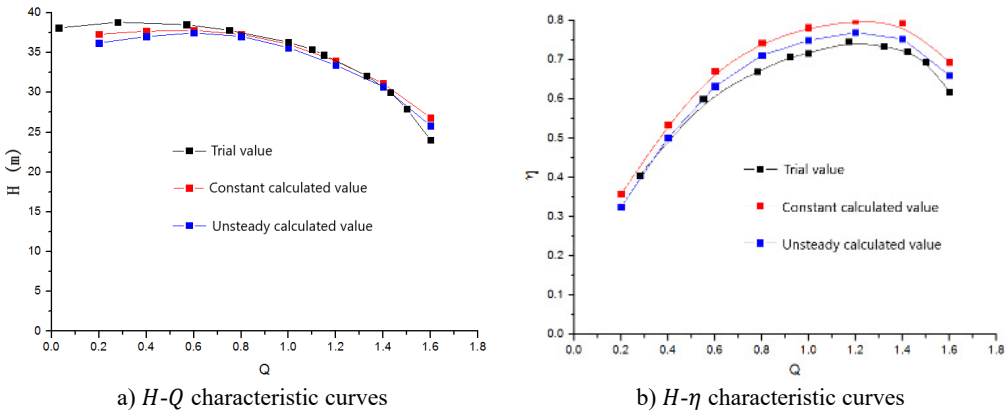 40
35
30
25
20
15
10
5
0
H (m)
Trial value
Constant calculated value
Unsteady calculated value
0.0 0.2 0.4 0.6 0.8 1.0 1.2 1.4 1.6 1.8
Q
a) H-Q characteristic curves
0.8
0.7
0.6
0.5
0.4
0.3
0.2
0.1
0.0
η
Trial value
Constant calculated value
Unsteady calculated value
0.0 0.2 0.4 0.6 0.8 1.0 1.2 1.4 1.6 1.8
Q
b) H-η characteristic curves